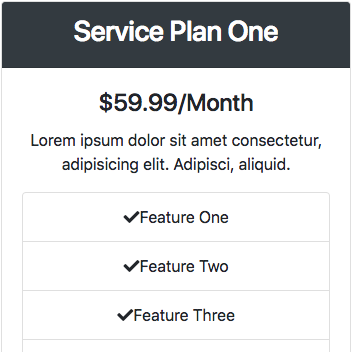 Service Plan One
$59.99/Month
Lorem ipsum dolor sit amet consectetur,
adipisicing elit. Adipisci, aliquid.
Feature One
Feature Two
Feature Three